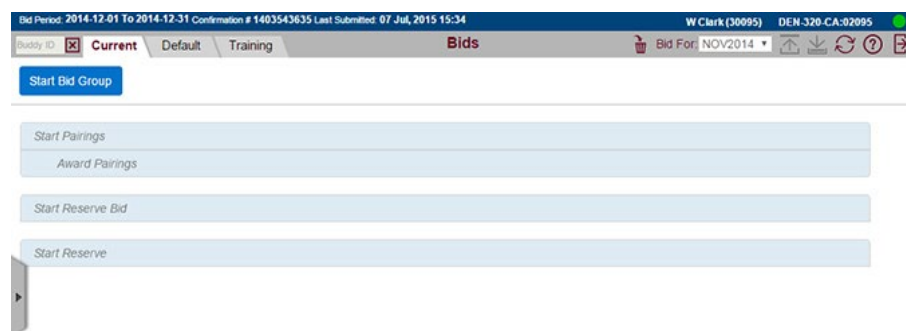 Bid Period: 2014-12-01 To 2014-12-31 Confirmation # 1403543635 Last Submitted: 07 Jul, 2015 15:34 W Clark (30095) DEN-320-CA:02095
Buddy ID Current Default Training Bids Bid For: NOV2014
Start Bid Group
Start Pairings
Award Pairings
Start Reserve Bid
Start Reserve